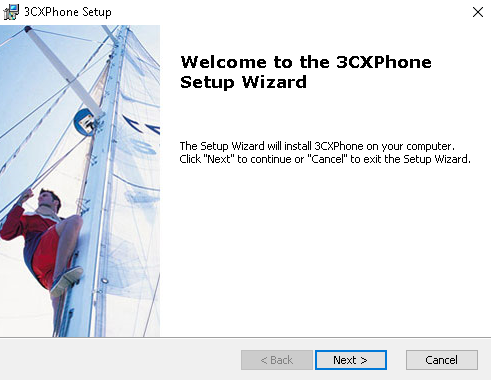 3CXPhone Setup
Welcome to the 3CXPhone
Setup Wizard
The Setup Wizard will install 3CXPhone on your computer.
Click "Next" to continue or "Cancel" to exit the Setup Wizard.
< Back
Next >
Cancel